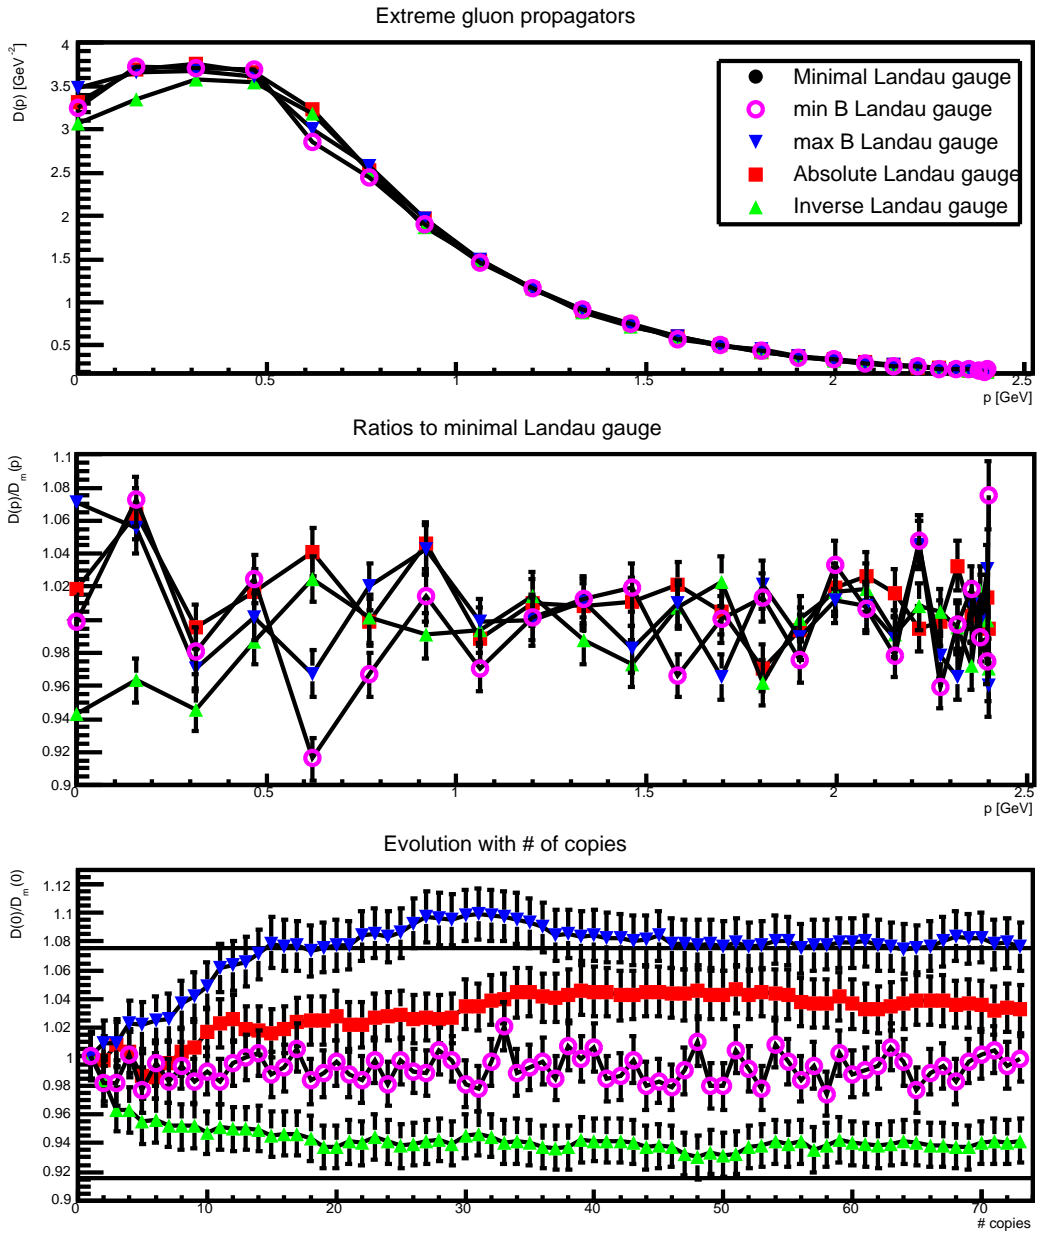 Extreme gluon propagators
D(p) [GeV⁻²]
4
3.5
3
2.5
2
1.5
1
0.5
Minimal Landau gauge
min B Landau gauge
max B Landau gauge
Absolute Landau gauge
Inverse Landau gauge
0 0.5 1 1.5 2 2.5
p [GeV]
Ratios to minimal Landau gauge
D(p)/Dₘ(p)
1.1
1.08
1.06
1.04
1.02
1
0.98
0.96
0.94
0.92
0.9
0 0.5 1 1.5 2 2.5
p [GeV]
Evolution with # of copies
D(0)/Dₘ(0)
1.12
1.1
1.08
1.06
1.04
1.02
1
0.98
0.96
0.94
0.92
0.9
0 10 20 30 40 50 60 70
# copies